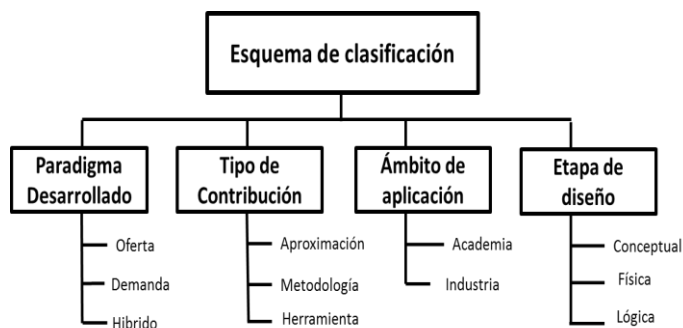 Esquema de clasificación
Paradigma
Desarrollado
Oferta
Demanda
Hibrido
Tipo de
Contribución
Aproximación
Metodología
Herramienta
Ámbito de
aplicación
Academia
Industria
Etapa de
diseño
Conceptual
Física
Lógica